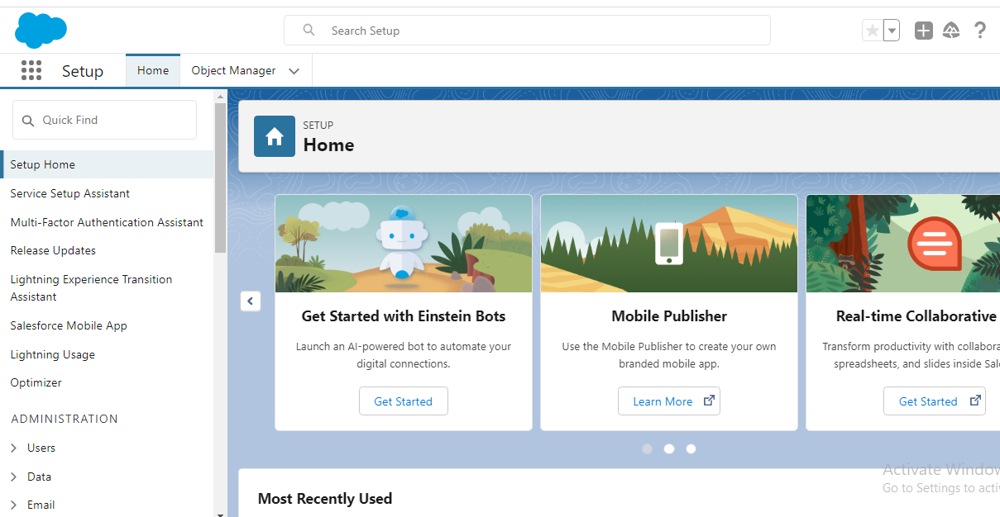 Search Setup
Setup
Home
Object Manager
Quick Find
Setup Home
Service Setup Assistant
Multi-Factor Authentication Assistant
Release Updates
Lightning Experience Transition
Assistant
Salesforce Mobile App
Lightning Usage
Optimizer
ADMINISTRATION
Users
Data
Email
SETUP
Home
Get Started with Einstein Bots
Launch an AI-powered bot to automate your
digital connections.
Get Started
Mobile Publisher
Use the Mobile Publisher to create your own
branded mobile app.
Learn More
Real-time Collaborative
Transform productivity with
spreadsheets, and slides inside
Get Started
Most Recently Used
Activate
Go to Settings to